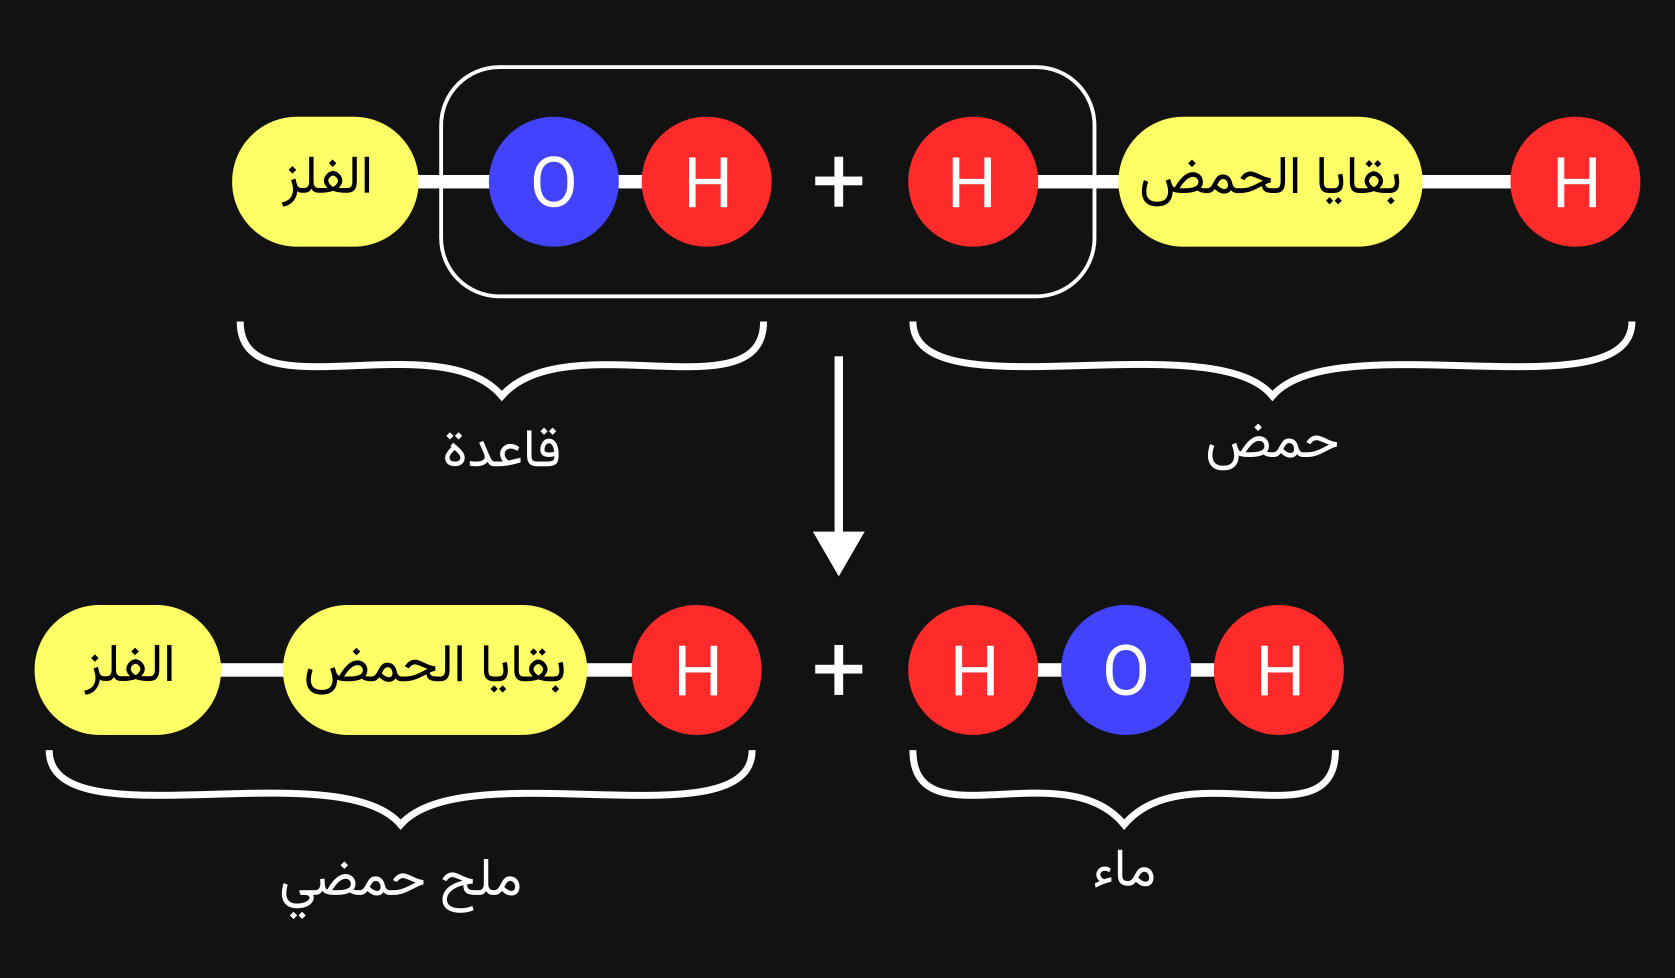 الفلز O H + H بقايا الحمض H
قاعدة
حمض
الفلز بقايا الحمض H + H O H
ملح حمضي
ماء